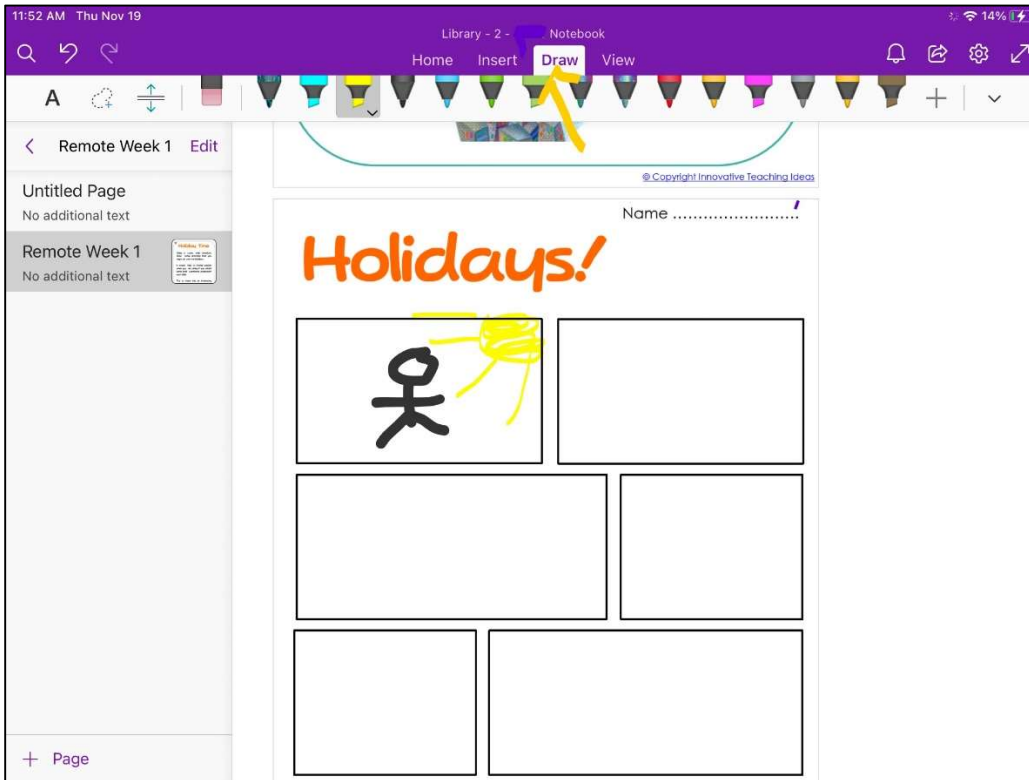 11:52 AM Thu Nov 19
14%
Library - 2 - Notebook
Home Insert Draw View
A
Remote Week 1 Edit
Untitled Page
No additional text
Remote Week 1
No additional text
+ Page
© Copyright Innovative Teaching Ideas
Name ..........................
Holidays!